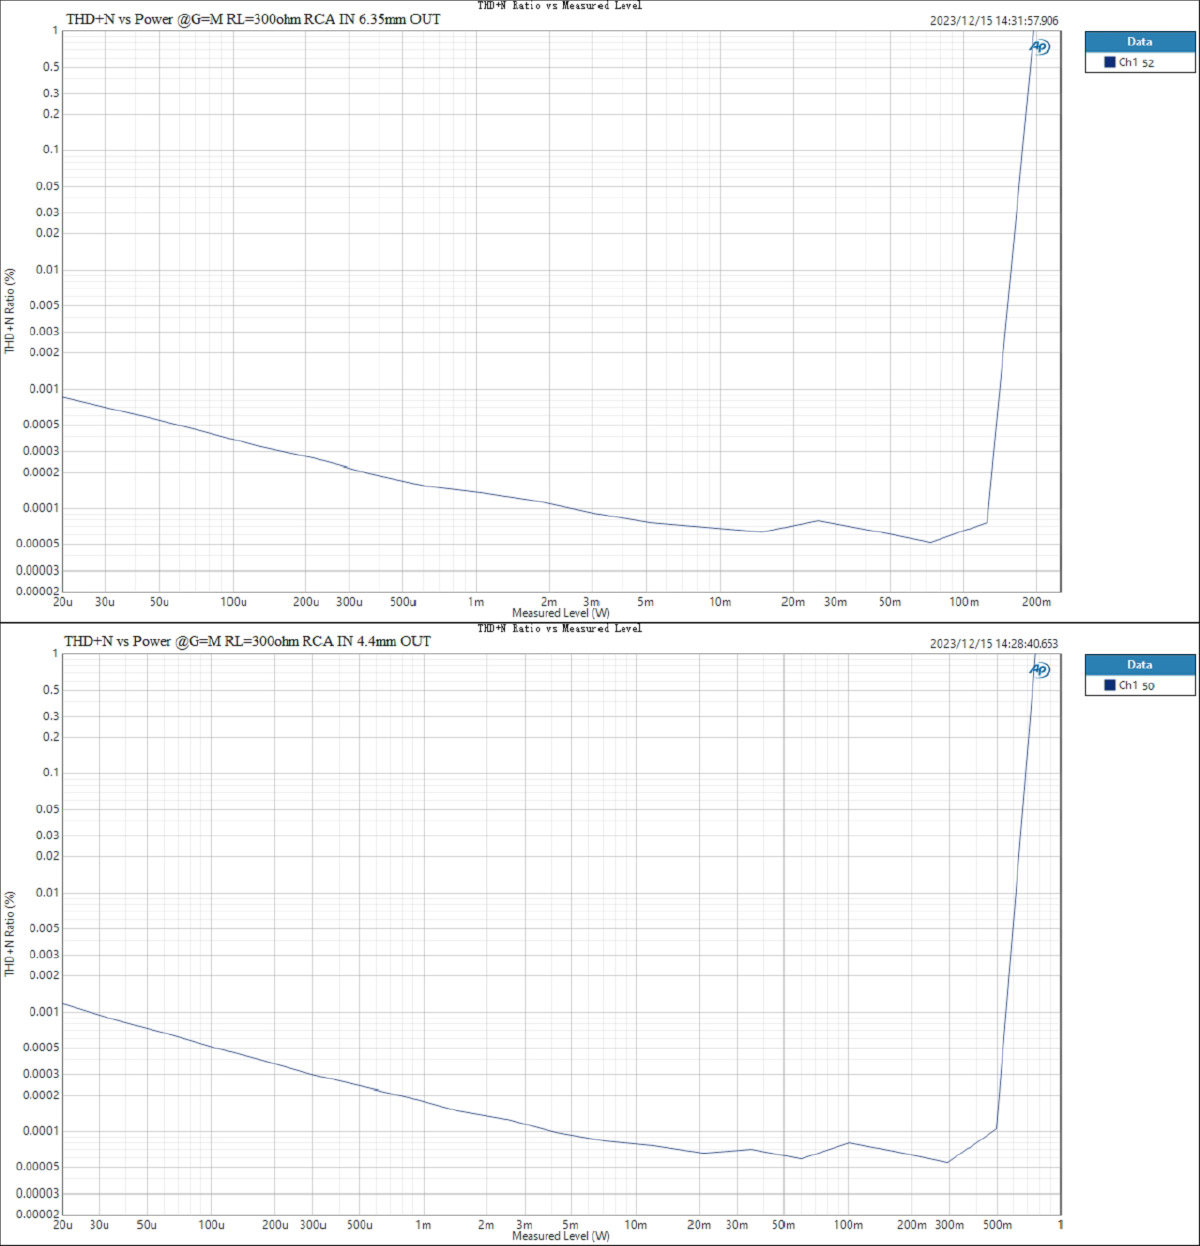 THD+N Ratio vs Measured Level
THD+N vs Power @G=M RL=300ohm RCA IN 6.35mm OUT
2023/12/15 14:31:57.906
Data
Ch1 52
AP
THD+N Ratio (%)
1
0.5
0.3
0.2
0.1
0.05
0.03
0.02
0.01
0.005
0.003
0.002
0.001
0.0005
0.0003
0.0002
0.0001
0.00005
0.00003
0.00002
20u 30u 50u 100u 200u 300u 500u 1m 2m 3m 5m 10m 20m 30m 50m 100m 200m
Measured Level (W)
THD+N Ratio vs Measured Level
THD+N vs Power @G=M RL=300ohm RCA IN 4.4mm OUT
2023/12/15 14:28:40.653
Data
Ch1 50
AP
THD+N Ratio (%)
1
0.5
0.3
0.2
0.1
0.05
0.03
0.02
0.01
0.005
0.003
0.002
0.001
0.0005
0.0003
0.0002
0.0001
0.00005
0.00003
0.00002
20u 30u 50u 100u 200u 300u 500u 1m 2m 3m 5m 10m 20m 30m 50m 100m 200m 300m 500m 1
Measured Level (W)